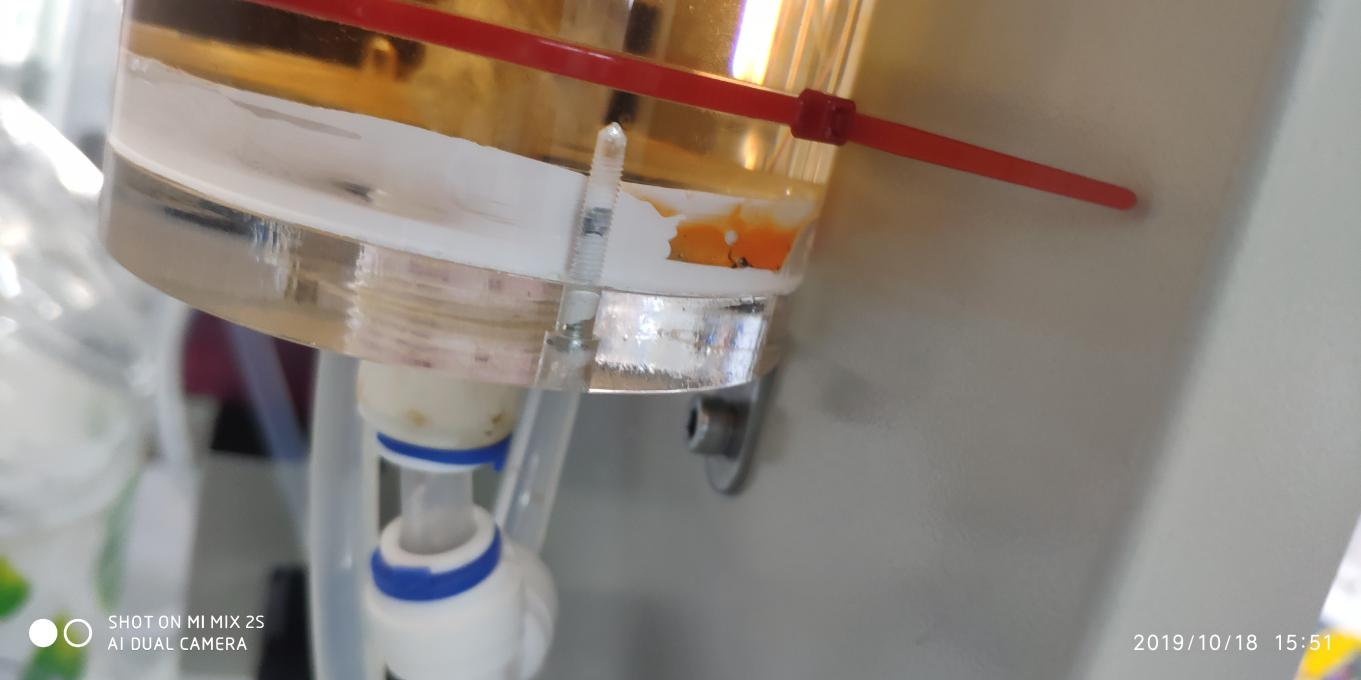 SHOT ON MI MIX 2S
AI DUAL CAMERA
2019/10/18 15:51